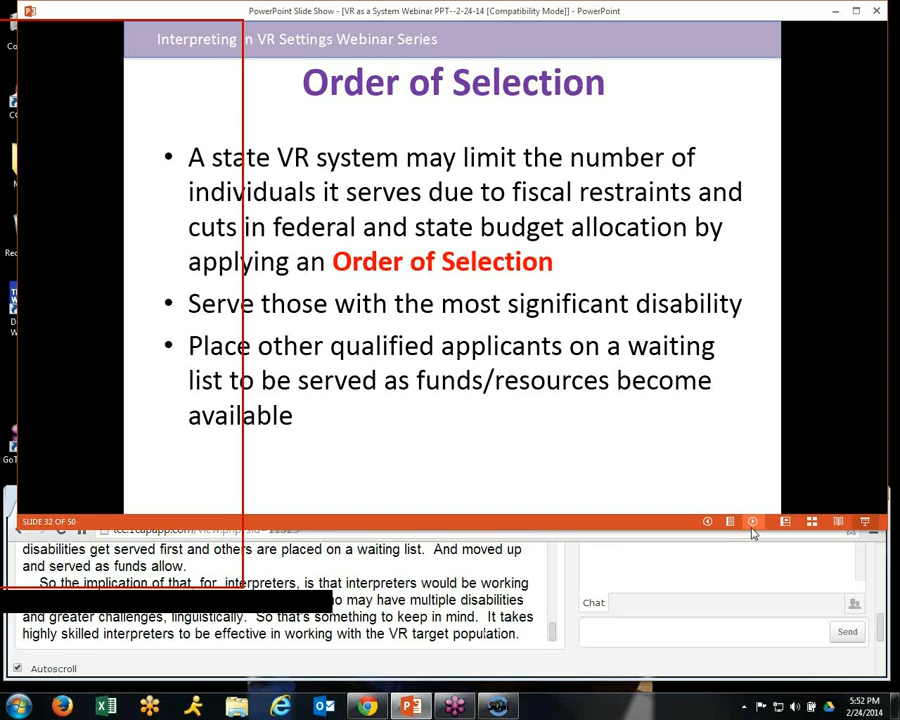 PowerPoint Slide Show - [VR as a System Webinar PPT--2-24-14 [Compatibility Mode]] - PowerPoint
Interpreting in VR Settings Webinar Series
Order of Selection
• A state VR system may limit the number of
individuals it serves due to fiscal restraints and
cuts in federal and state budget allocation by
applying an Order of Selection
• Serve those with the most significant disability
• Place other qualified applicants on a waiting
list to be served as funds/resources become
available
SLIDE 32 OF 50
disabilities get served first and others are placed on a waiting list. And moved up
and served as funds allow.
So the implication of that, for interpreters, is that interpreters would be working
who may have multiple disabilities
and greater challenges, linguistically. So that's something to keep in mind. It takes
highly skilled interpreters to be effective in working with the VR target population.
Autoscroll
Chat
Send
5:52 PM
2/24/2014